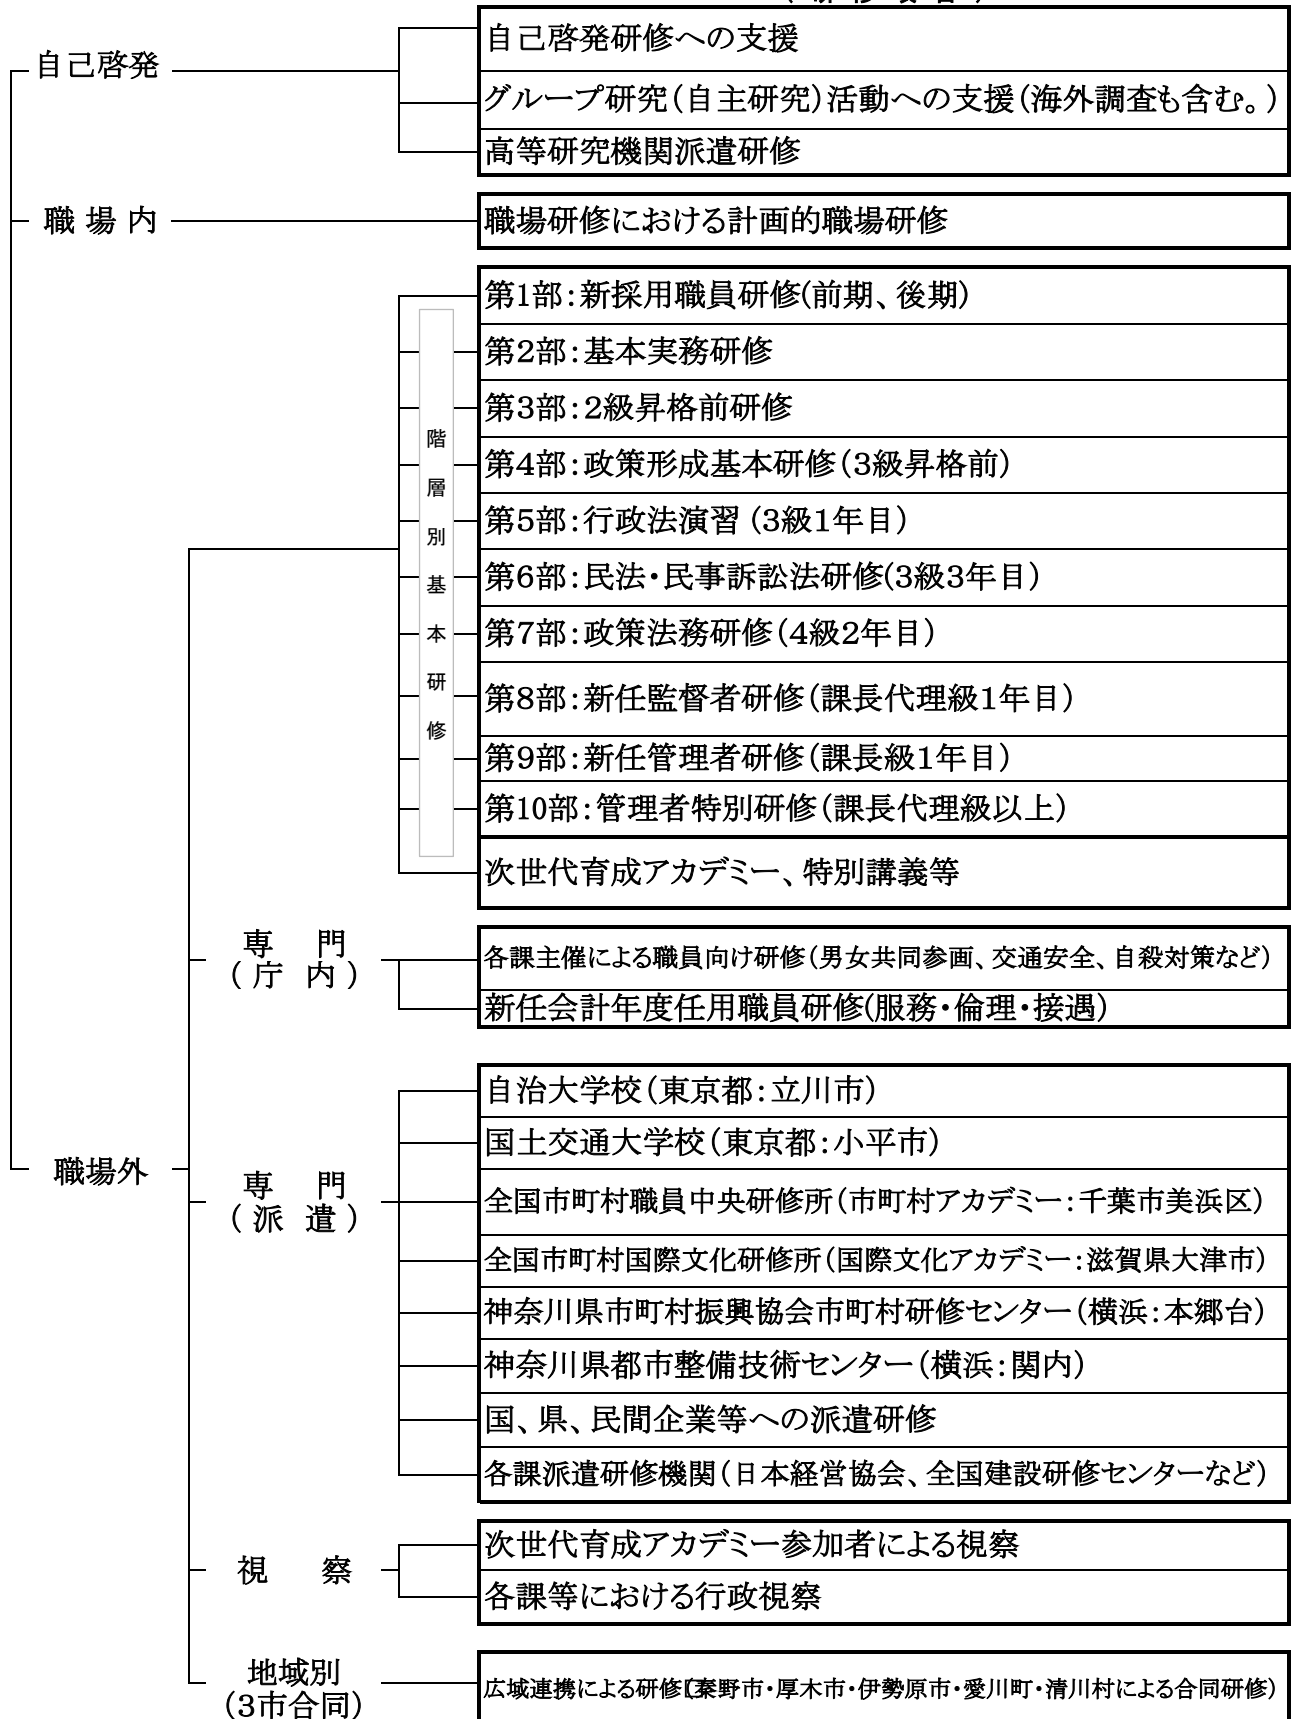 自己啓発
自己啓発研修への支援
グループ研究(自主研究)活動への支援(海外調査も含む。)
高等研究機関派遣研修
職場内
職場研修における計画的職場研修
階層別基本研修
第1部:新採用職員研修(前期、後期)
第2部:基本実務研修
第3部:2級昇格前研修
第4部:政策形成基本研修(3級昇格前)
第5部:行政法演習(3級1年目)
第6部:民法・民事訴訟法研修(3級3年目)
第7部:政策法務研修(4級2年目)
第8部:新任監督者研修(課長代理級1年目)
第9部:新任管理者研修(課長級1年目)
第10部:管理者特別研修(課長代理級以上)
次世代育成アカデミー、特別講義等
専 門
(庁 内)
各課主催による職員向け研修(男女共同参画、交通安全、自殺対策など)
新任会計年度任用職員研修(服務・倫理・接遇)
職場外
専 門
(派 遣)
自治大学校(東京都:立川市)
国土交通大学校(東京都:小平市)
全国市町村職員中央研修所(市町村アカデミー:千葉市美浜区)
全国市町村国際文化研修所(国際文化アカデミー:滋賀県大津市)
神奈川県市町村振興協会市町村研修センター(横浜:本郷台)
神奈川県都市整備技術センター(横浜:関内)
国、県、民間企業等への派遣研修
各課派遣研修機関(日本経営協会、全国建設研修センターなど)
視 察
次世代育成アカデミー参加者による視察
各課等における行政視察
地域別
(3市合同)
広域連携による研修(秦野市・厚木市・伊勢原市・愛川町・清川村による合同研修)